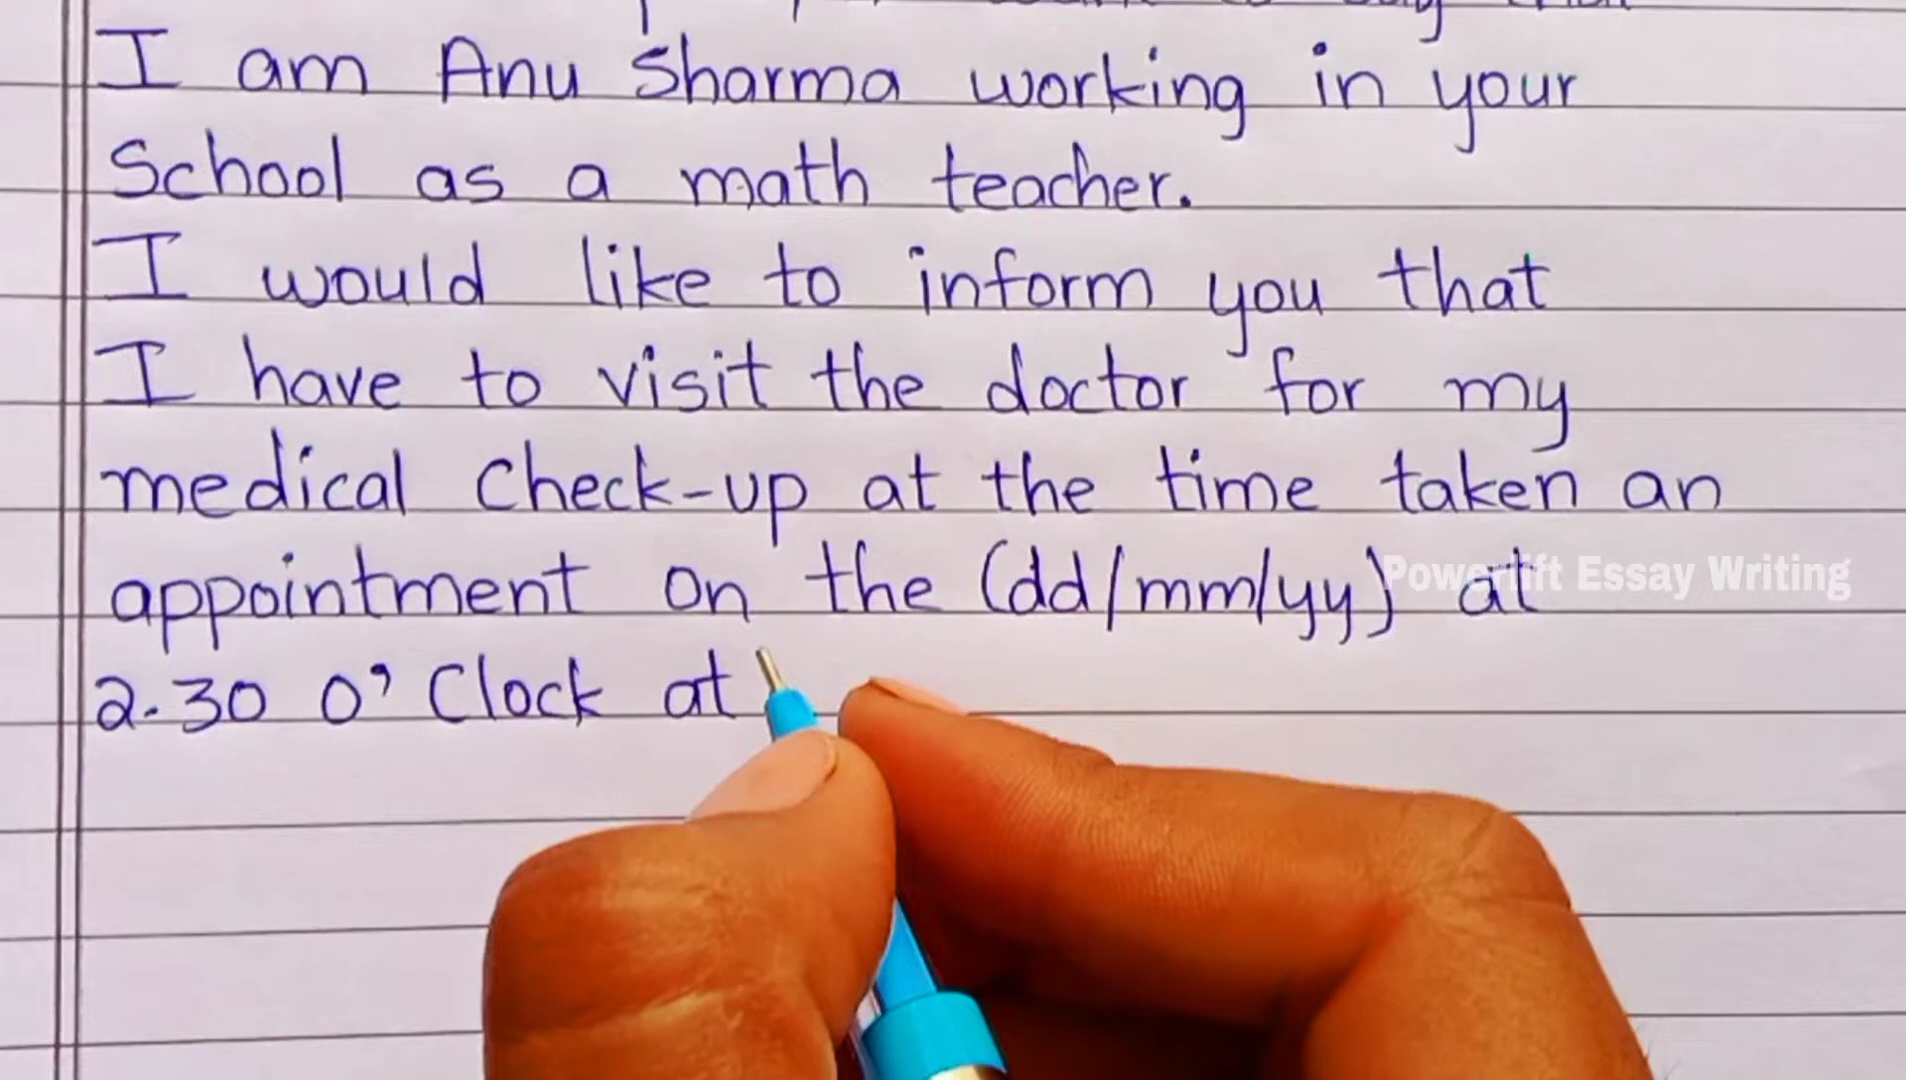 I am Anu Sharma working in your
School as a math teacher.
I would like to inform you that
I have to visit the doctor for my
medical Check-up at the time taken an
appointment on the (dd/mm/yy) at
Powerlift Essay Writing
2.30 O' Clock at